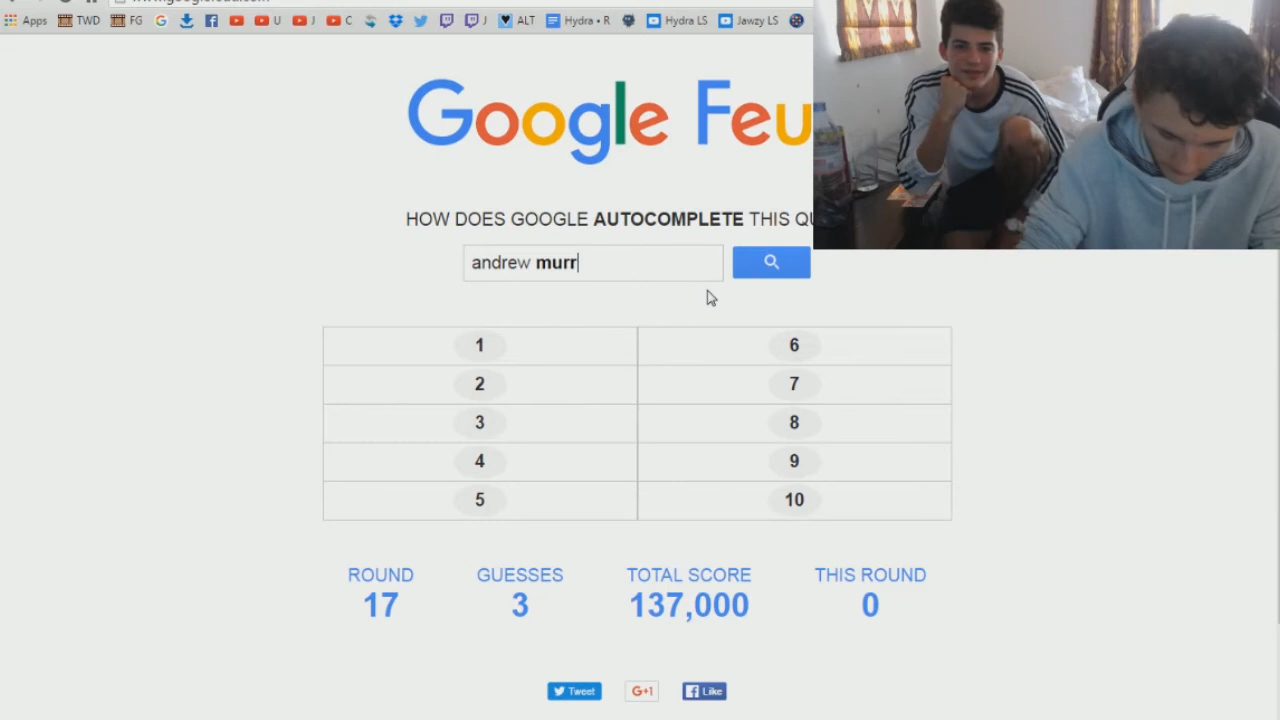 Apps TWD FG U J C J ALT Hydra • R Hydra LS Jawzy LS
Google Feu
HOW DOES GOOGLE AUTOCOMPLETE THIS QU
andrew murr
1 6
2 7
3 8
4 9
5 10
ROUND GUESSES TOTAL SCORE THIS ROUND
17 3 137,000 0
Tweet G+1 Like